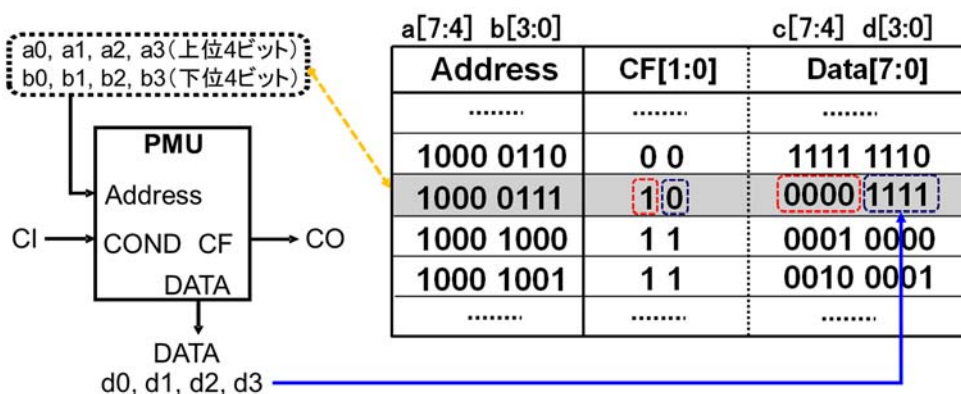 a0, a1, a2, a3(上位4ビット)
b0, b1, b2, b3(下位4ビット)
PMU
Address
CI
COND CF
CO
DATA
DATA
d0, d1, d2, d3
a[7:4] b[3:0]
c[7:4] d[3:0]
Address CF[1:0] Data[7:0]
........ ........ ........
1000 0110 0 0 1111 1110
1000 0111 1 0 0000 1111
1000 1000 1 1 0001 0000
1000 1001 1 1 0010 0001
........ ........ ........